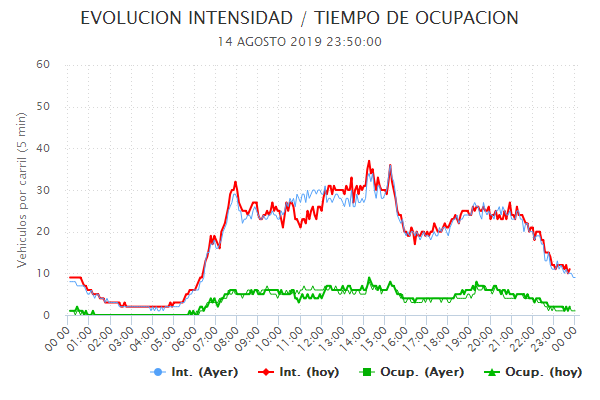 EVOLUCION INTENSIDAD / TIEMPO DE OCUPACION
14 AGOSTO 2019 23:50:00
Vehiculos por carril (5 min)
60
50
40
30
20
10
0
00:00 01:00 02:00 03:00 04:00 05:00 06:00 07:00 08:00 09:00 10:00 11:00 12:00 13:00 14:00 15:00 16:00 17:00 18:00 19:00 20:00 21:00 22:00 23:00 00:00
Int. (Ayer) Int. (hoy) Ocup. (Ayer) Ocup. (hoy)